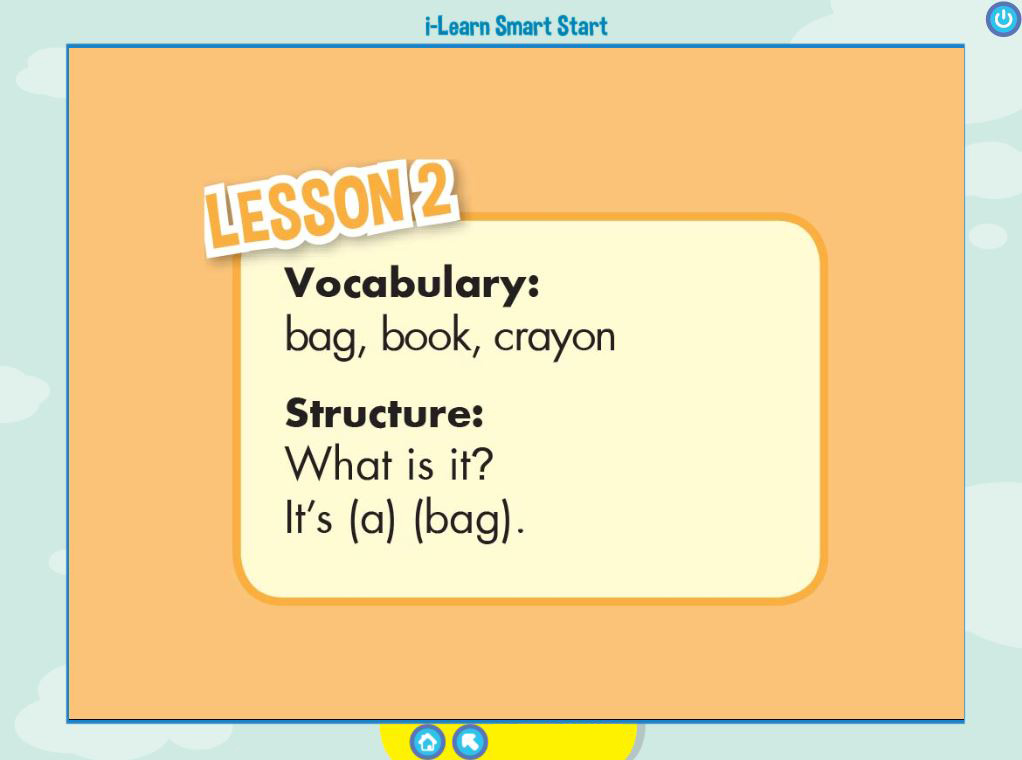 i-Learn Smart Start
LESSON 2
Vocabulary:
bag, book, crayon
Structure:
What is it?
It's (a) (bag).